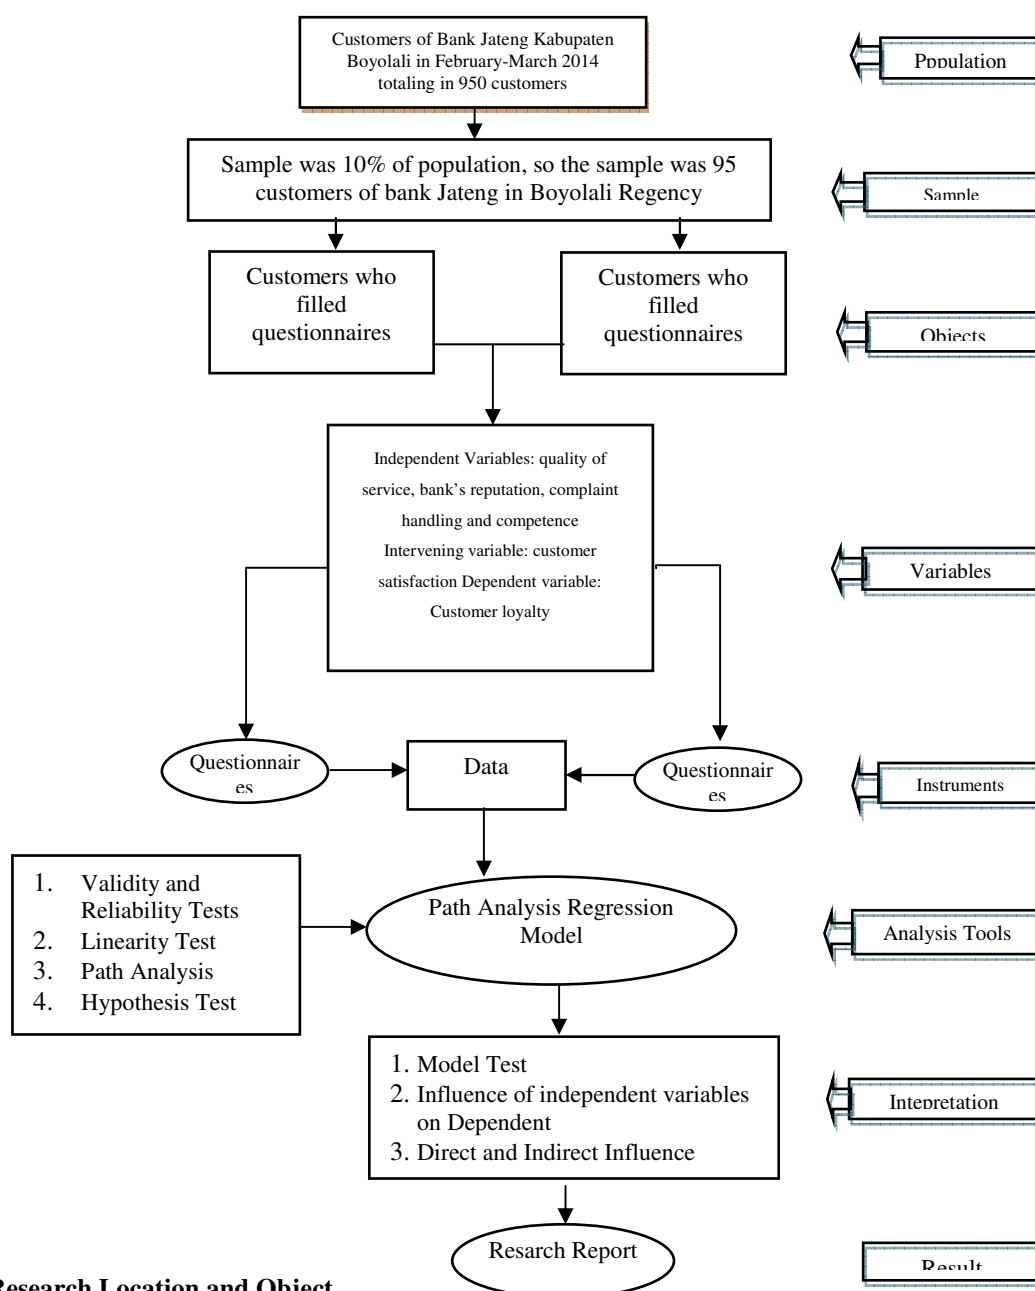 Customers of Bank Jateng Kabupaten
Boyolali in February-March 2014
totaling in 950 customers
Population
Sample was 10% of population, so the sample was 95
customers of bank Jateng in Boyolali Regency
Sample
Customers who
filled
questionnaires
Customers who
filled
questionnaires
Objects
Independent Variables: quality of
service, bank's reputation, complaint
handling and competence
Intervening variable: customer
satisfaction Dependent variable:
Customer loyalty
Variables
Questionnair
es
Data
Questionnair
es
Instruments
1. Validity and
Reliability Tests
2. Linearity Test
3. Path Analysis
4. Hypothesis Test
Path Analysis Regression
Model
Analysis Tools
1. Model Test
2. Influence of independent variables
on Dependent
3. Direct and Indirect Influence
Intepretation
Resarch Report
Result
Research Location and Object